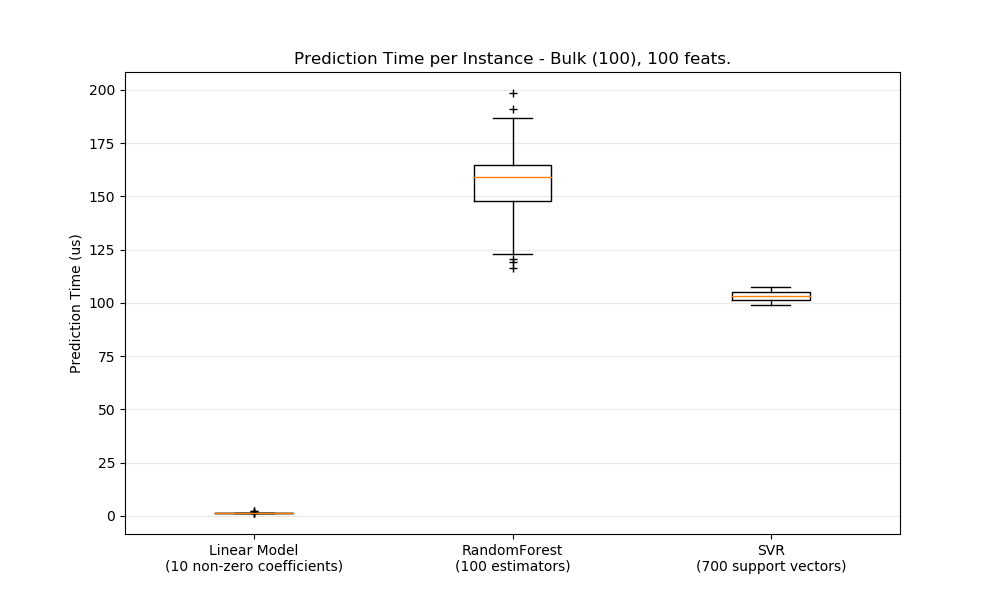 Prediction Time per Instance - Bulk (100), 100 feats.
Prediction Time (us)
200
175
150
125
100
75
50
25
0
Linear Model
(10 non-zero coefficients)
RandomForest
(100 estimators)
SVR
(700 support vectors)